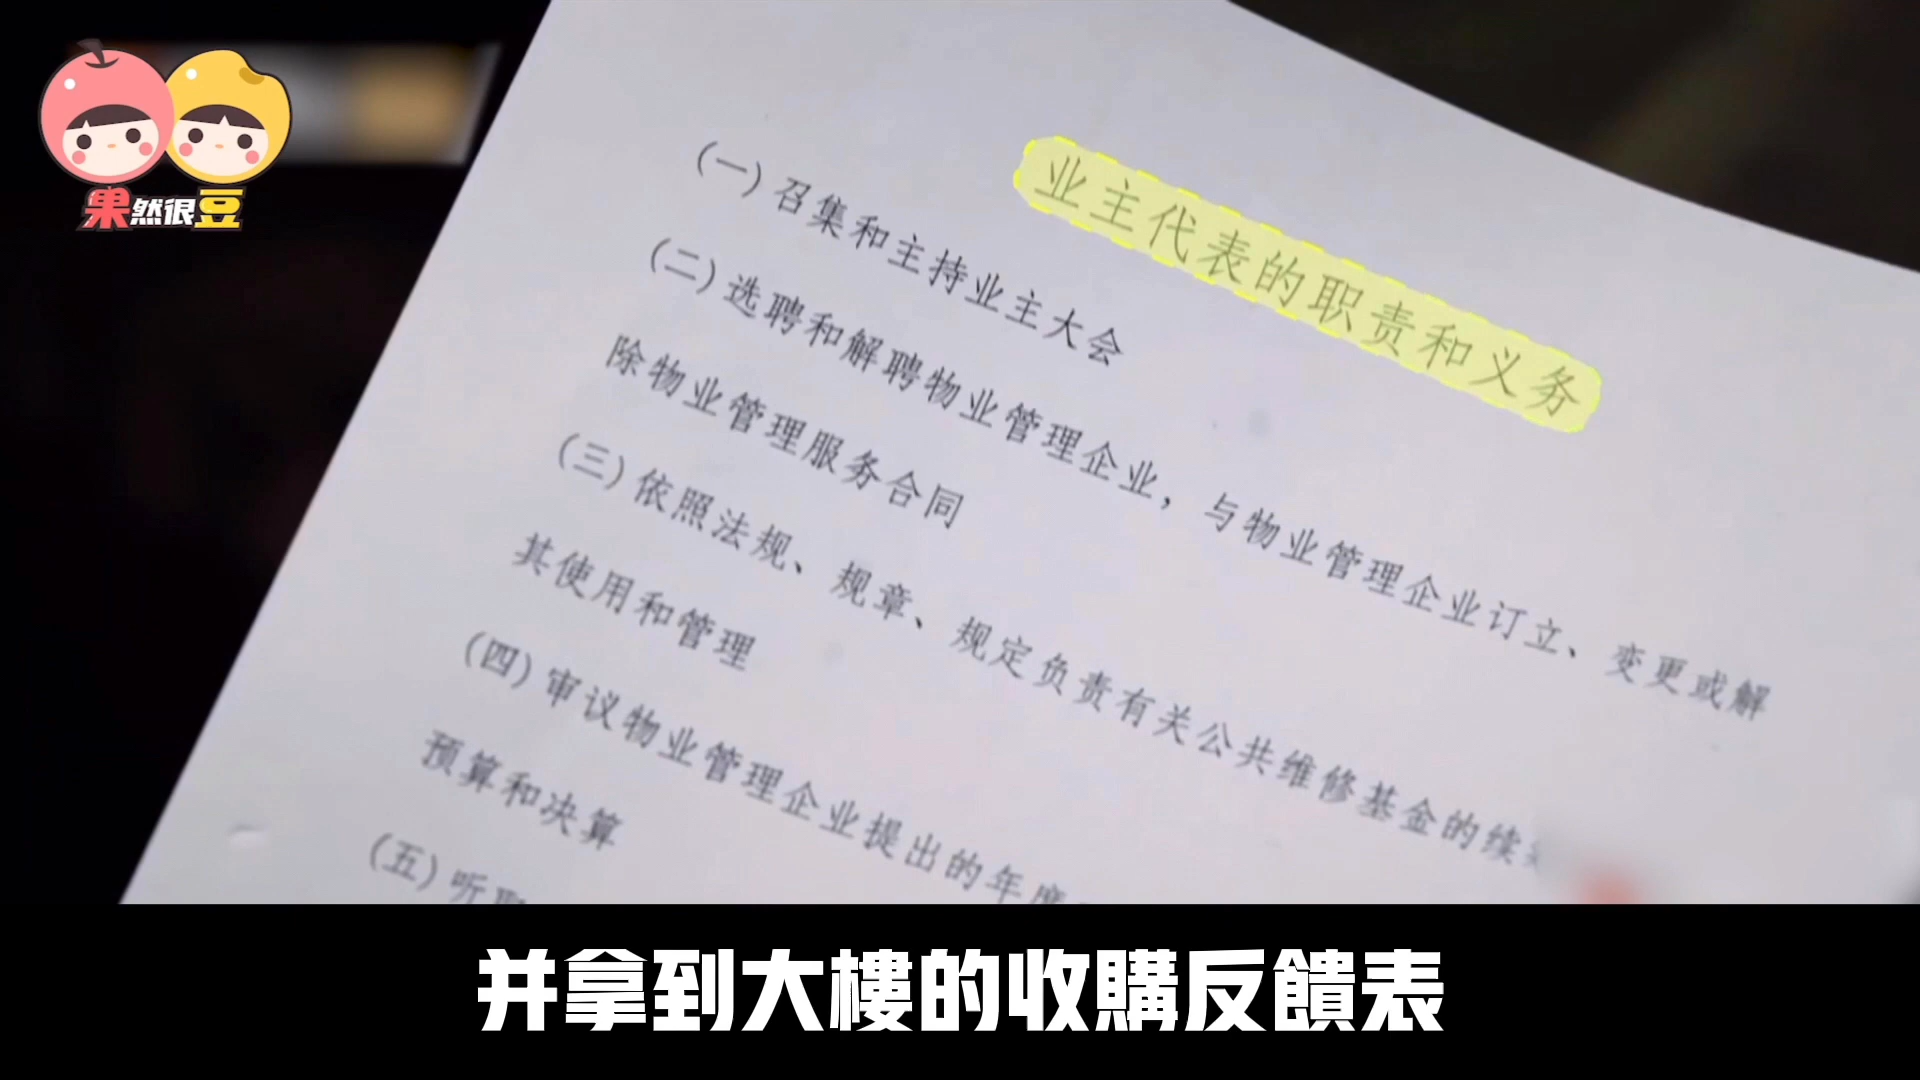 果然很豆
业主代表的职责和义务
(一)召集和主持业主大会
(二)选聘和解聘物业管理企业，与物业管理企业订立、变更或解
除物业管理服务合同
(三)依照法规、规章、规定负责有关公共维修基金的续
其使用和管理
(四)审议物业管理企业提出的年度
预算和决算
(五)听取
并拿到大樓的收購反饋表